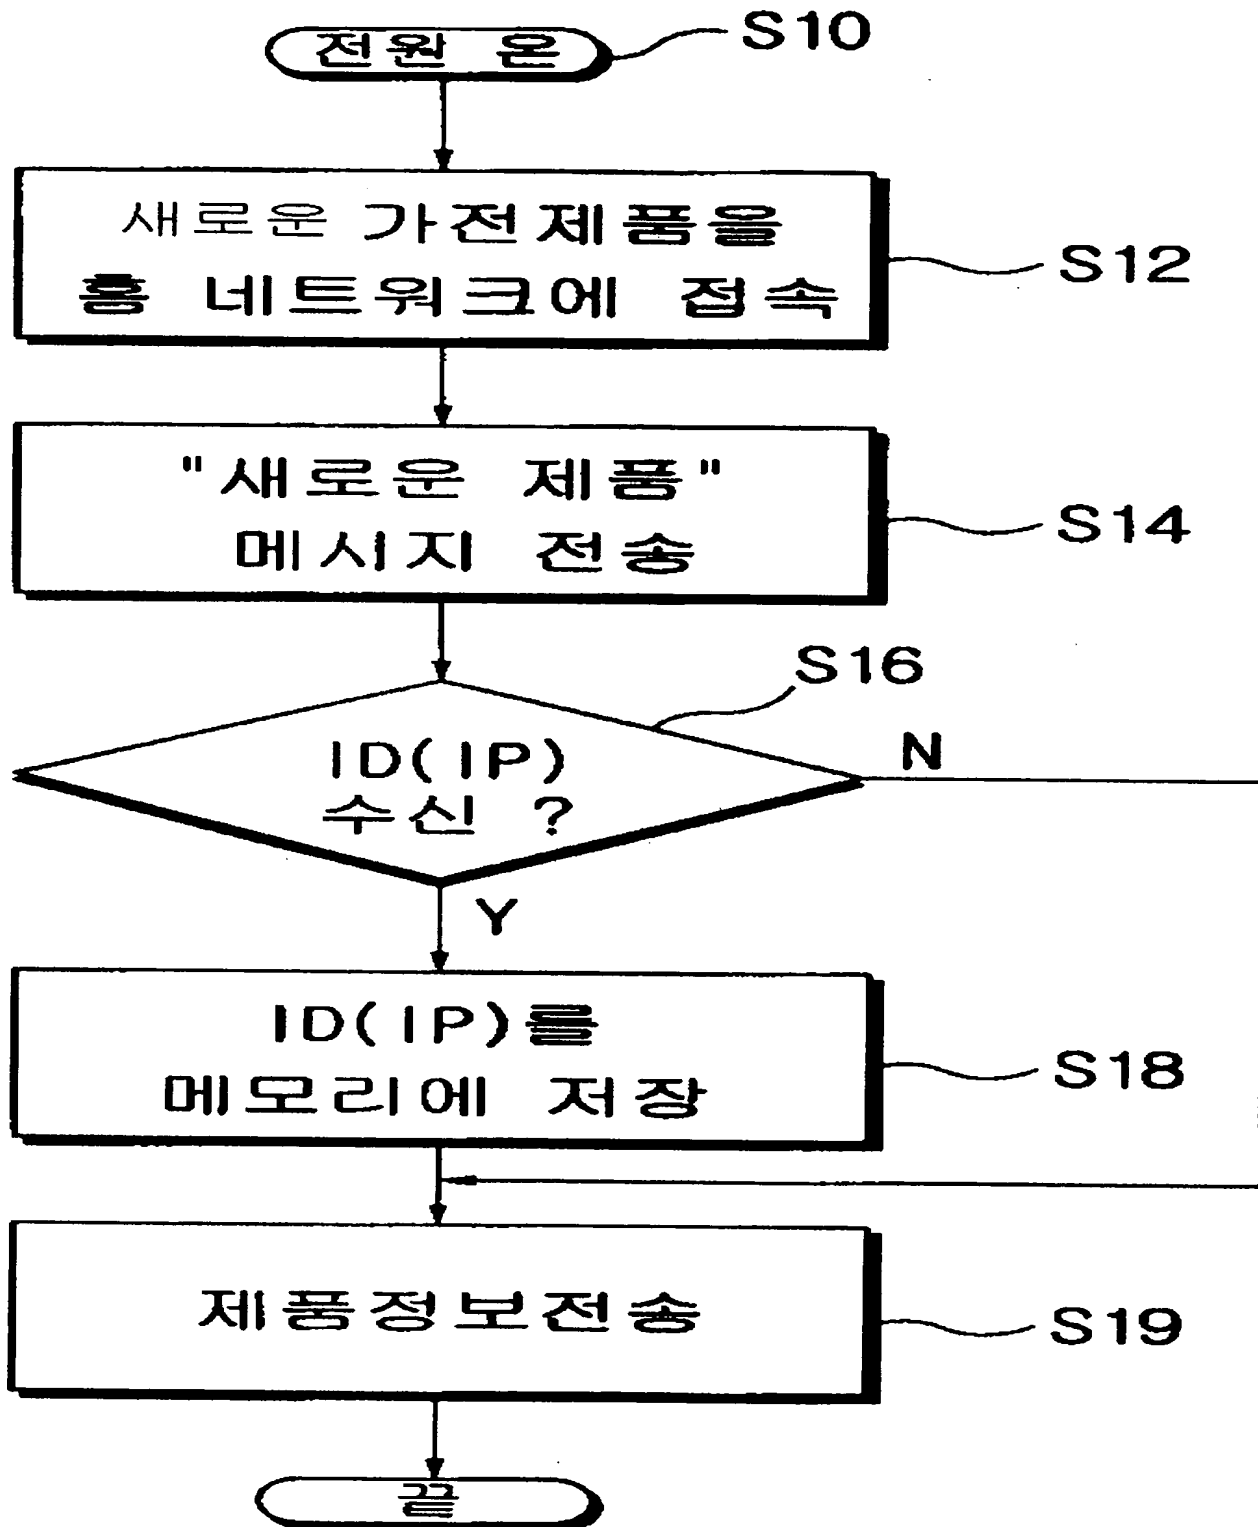 전원 온
S10
새로운 가전제품을
홈 네트워크에 접속
S12
"새로운 제품"
메시지 전송
S14
S16
ID(IP)
수신 ?
N
Y
ID(IP)를
메모리에 저장
S18
제품정보전송
S19
끝